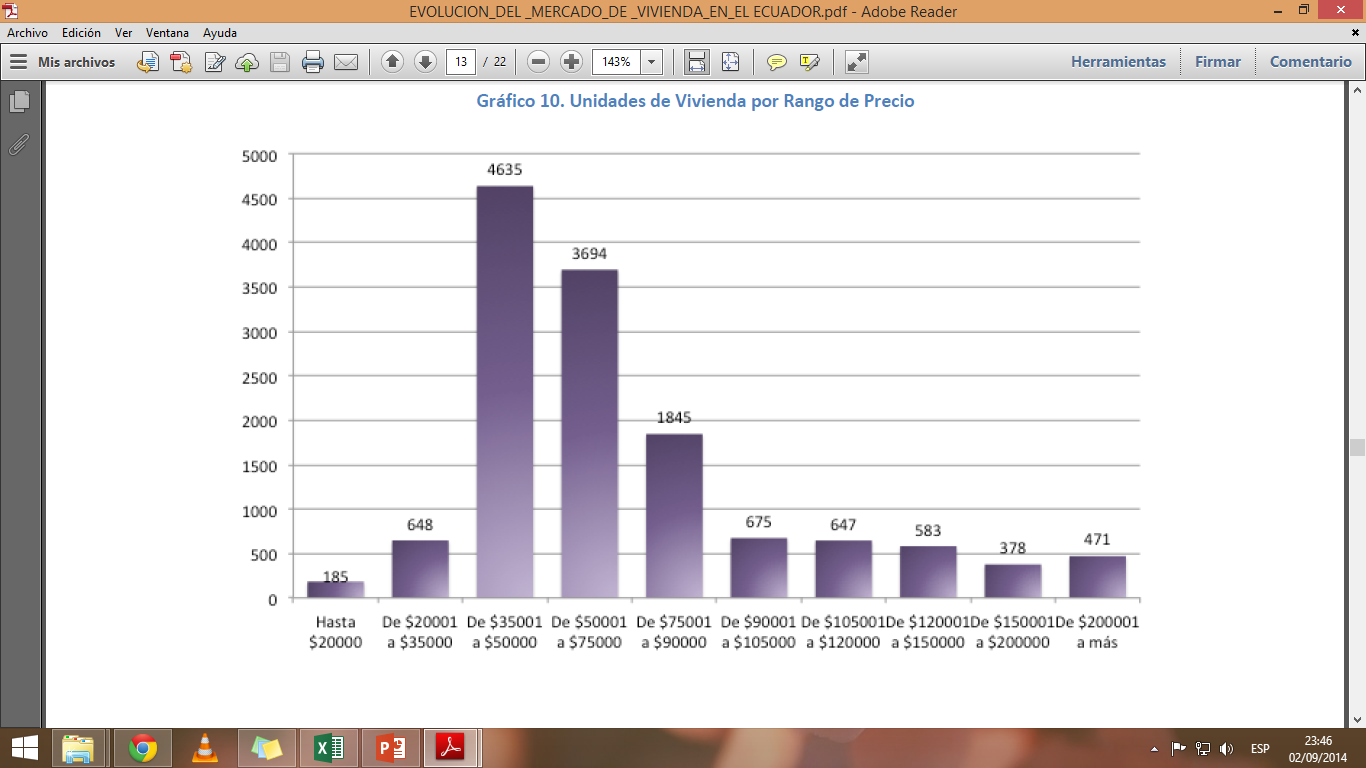 EVOLUCION_DEL _MERCADO_DE _VIVIENDA_EN_EL ECUADOR.pdf - Adobe Reader
Archivo Edición Ver Ventana Ayuda
Mis archivos 13 / 22 143% Herramientas Firmar Comentario
Gráfico 10. Unidades de Vivienda por Rango de Precio
5000
4500
4000
3500
3000
2500
2000
1500
1000
500
0
185
648
4635
3694
1845
675
647
583
378
471
Hasta
$20000
De $20001
a $35000
De $35001
a $50000
De $50001
a $75000
De $75001
a $90000
De $90001
a $105000
De $105001
a $120000
De $120001
a $150000
De $150001
a $200000
De $200001
a más
ESP
23:46
02/09/2014